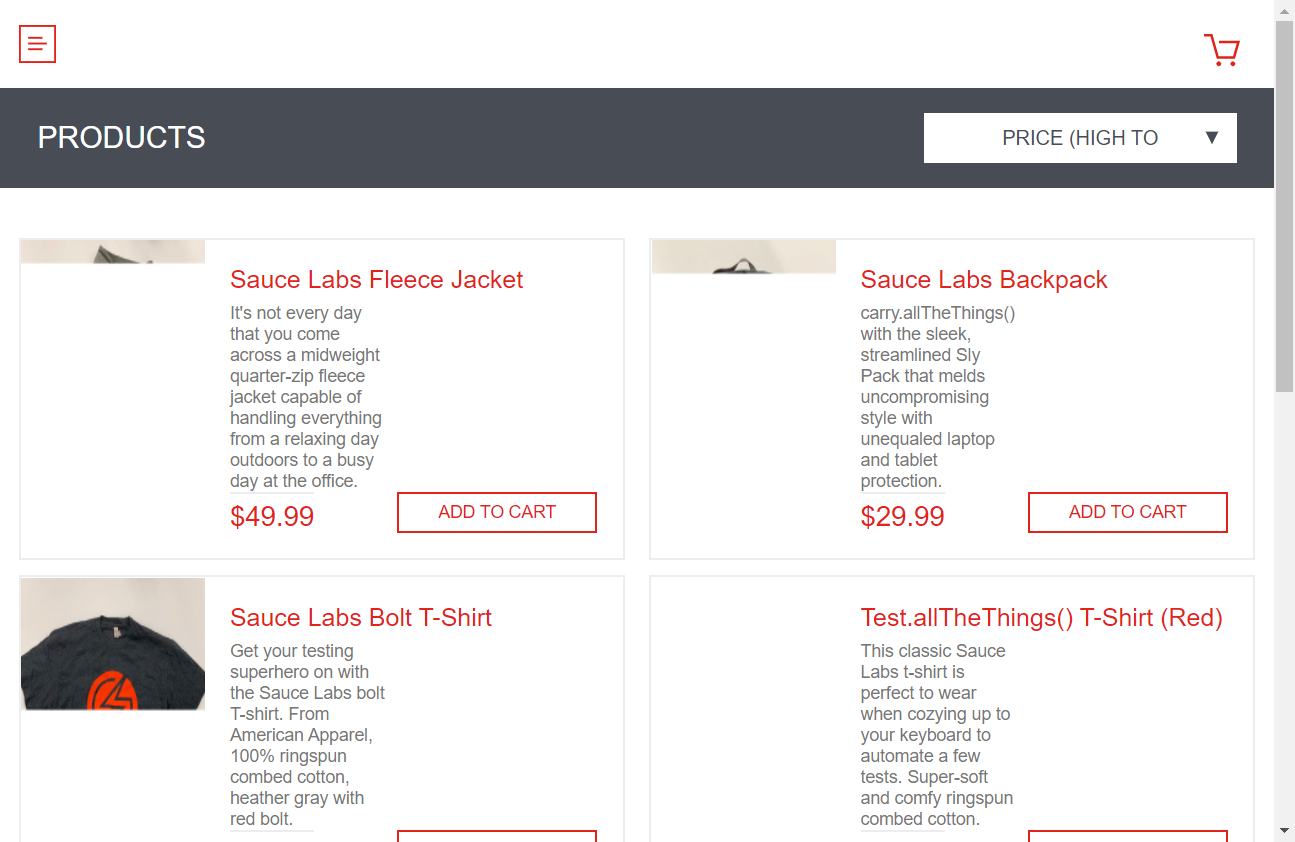 PRODUCTS
PRICE (HIGH TO
Sauce Labs Fleece Jacket
It's not every day
that you come
across a midweight
quarter-zip fleece
jacket capable of
handling everything
from a relaxing day
outdoors to a busy
day at the office.
$49.99
ADD TO CART
Sauce Labs Backpack
carry.allTheThings()
with the sleek,
streamlined Sly
Pack that melds
uncompromising
style with
unequaled laptop
and tablet
protection.
$29.99
ADD TO CART
Sauce Labs Bolt T-Shirt
Get your testing
superhero on with
the Sauce Labs bolt
T-shirt. From
American Apparel,
100% ringspun
combed cotton,
heather gray with
red bolt.
Test.allTheThings() T-Shirt (Red)
This classic Sauce
Labs t-shirt is
perfect to wear
when cozying up to
your keyboard to
automate a few
tests. Super-soft
and comfy ringspun
combed cotton.